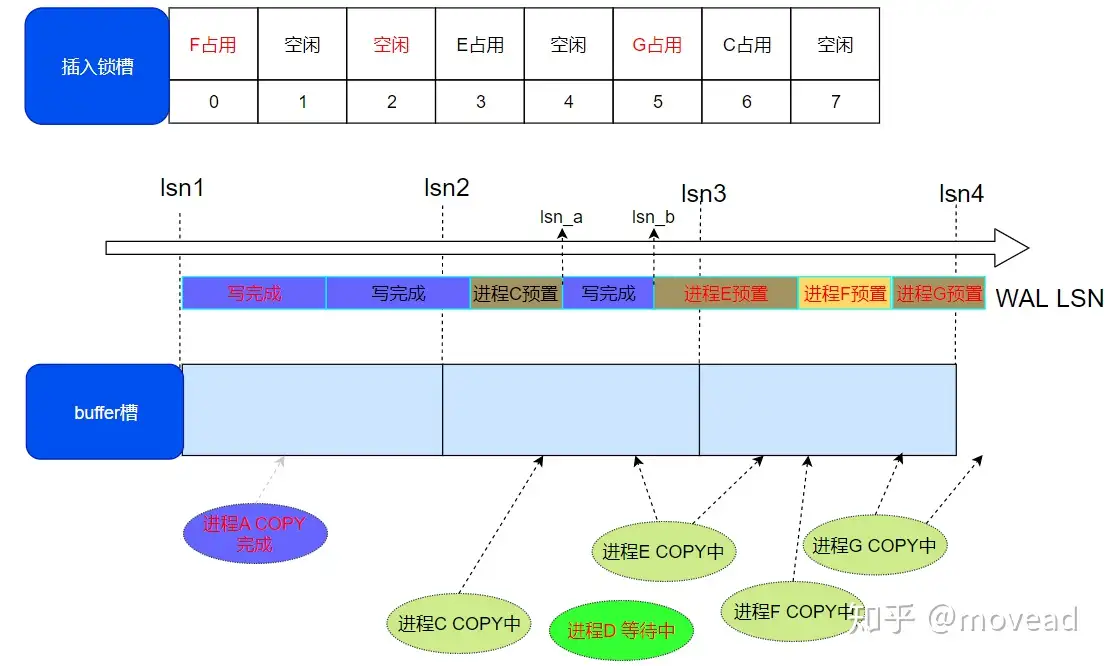 插入锁槽
F占用 空闲 空闲 E占用 空闲 G占用 C占用 空闲
0 1 2 3 4 5 6 7
lsn1 lsn2 lsn3 lsn4
lsn_a lsn_b
写完成 写完成 进程C预置 写完成 进程E预置 进程F预置 进程G预置 WAL LSN
buffer槽
进程A COPY
完成
进程E COPY中
进程G COPY中
进程C COPY中
进程D 等待中
进程F COPY中
知乎 @movead